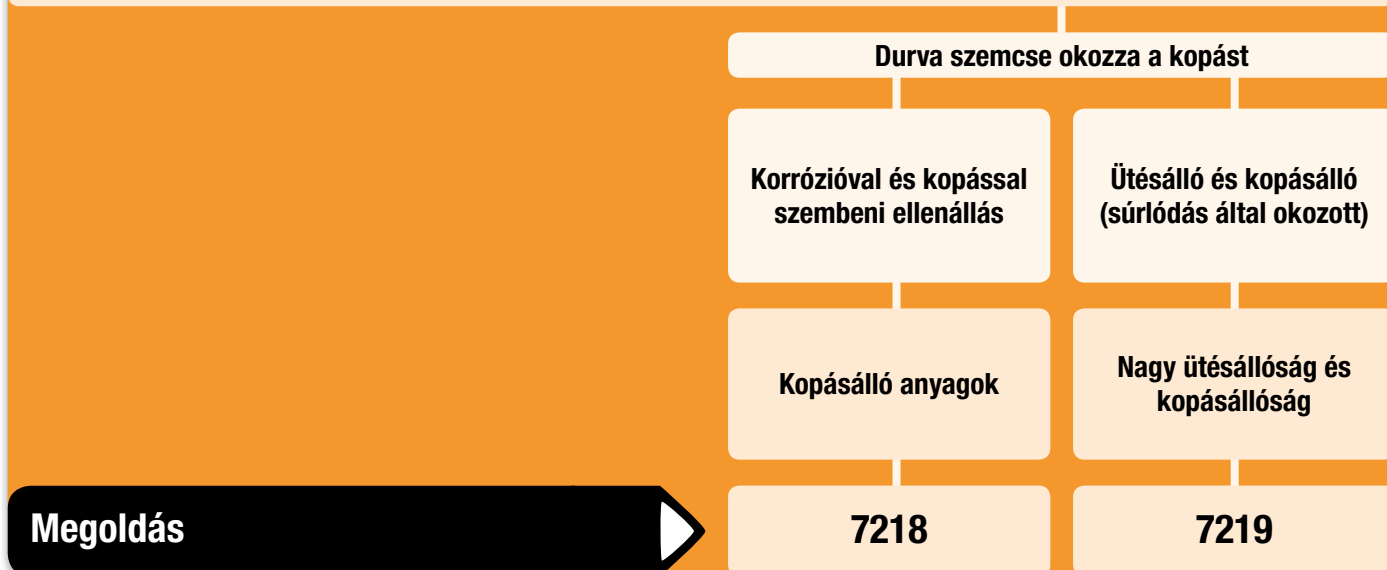 Durva szemcse okozza a kopást
Korrózióval és kopással
szembeni ellenállás
Ütésálló és kopásálló
(súrlódás által okozott)
Kopásálló anyagok
Nagy ütésállóság és
kopásállóság
Megoldás
7218
7219